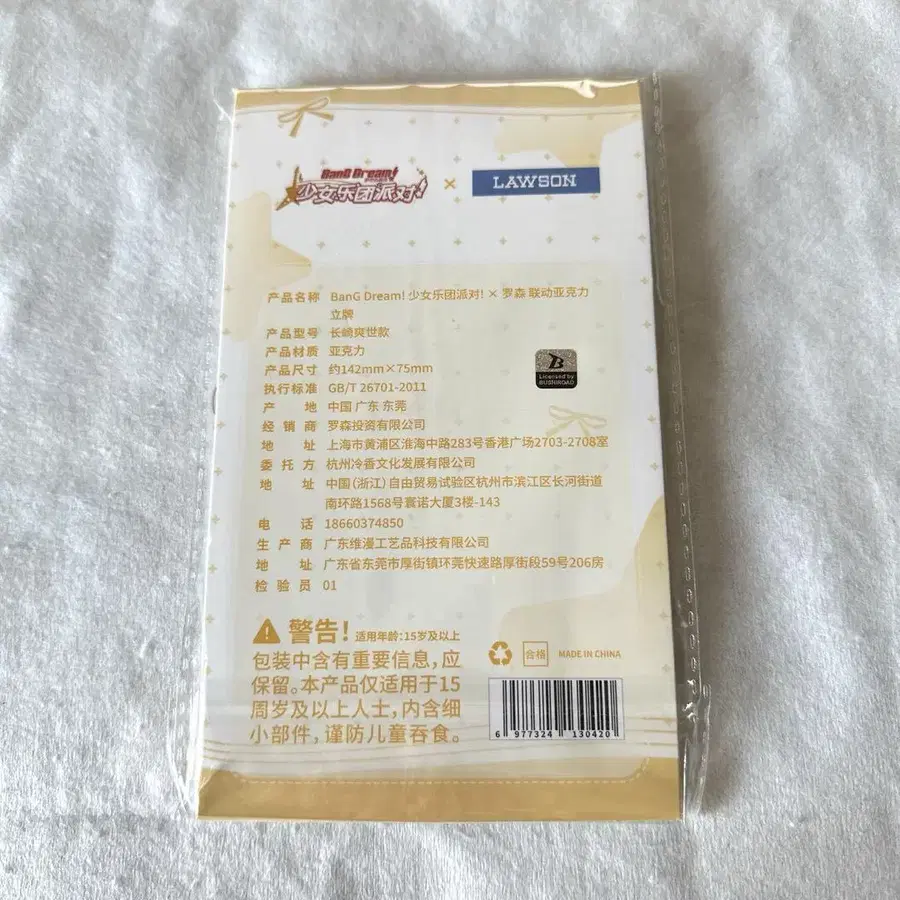 BanG Dream!
少女乐团派对!
×
LAWSON
产品名称 BanG Dream! 少女乐团派对! × 罗森 联动亚克力
立牌
产品型号 长崎爽世款
产品材质 亚克力
产品尺寸 约142mm×75mm
执行标准 GB/T 26701-2011
产 地 中国 广东 东莞
经销商 罗森投资有限公司
地 址 上海市黄浦区淮海中路283号香港广场2703-2708室
委托方 杭州冷香文化发展有限公司
地 址 中国(浙江)自由贸易试验区杭州市滨江区长河街道
南环路1568号寰诺大厦3楼-143
电 话 18660374850
生产商 广东维漫工艺品科技有限公司
地 址 广东省东莞市厚街镇环莞快速路厚街段59号206房
检验员 01
B
Licensed by
BUSHIROAD
警告! 适用年龄:15岁及以上
包装中含有重要信息,应
保留。本产品仅适用于15
周岁及以上人士,内含细
小部件,谨防儿童吞食。
合格
MADE IN CHINA
6 977324 130420